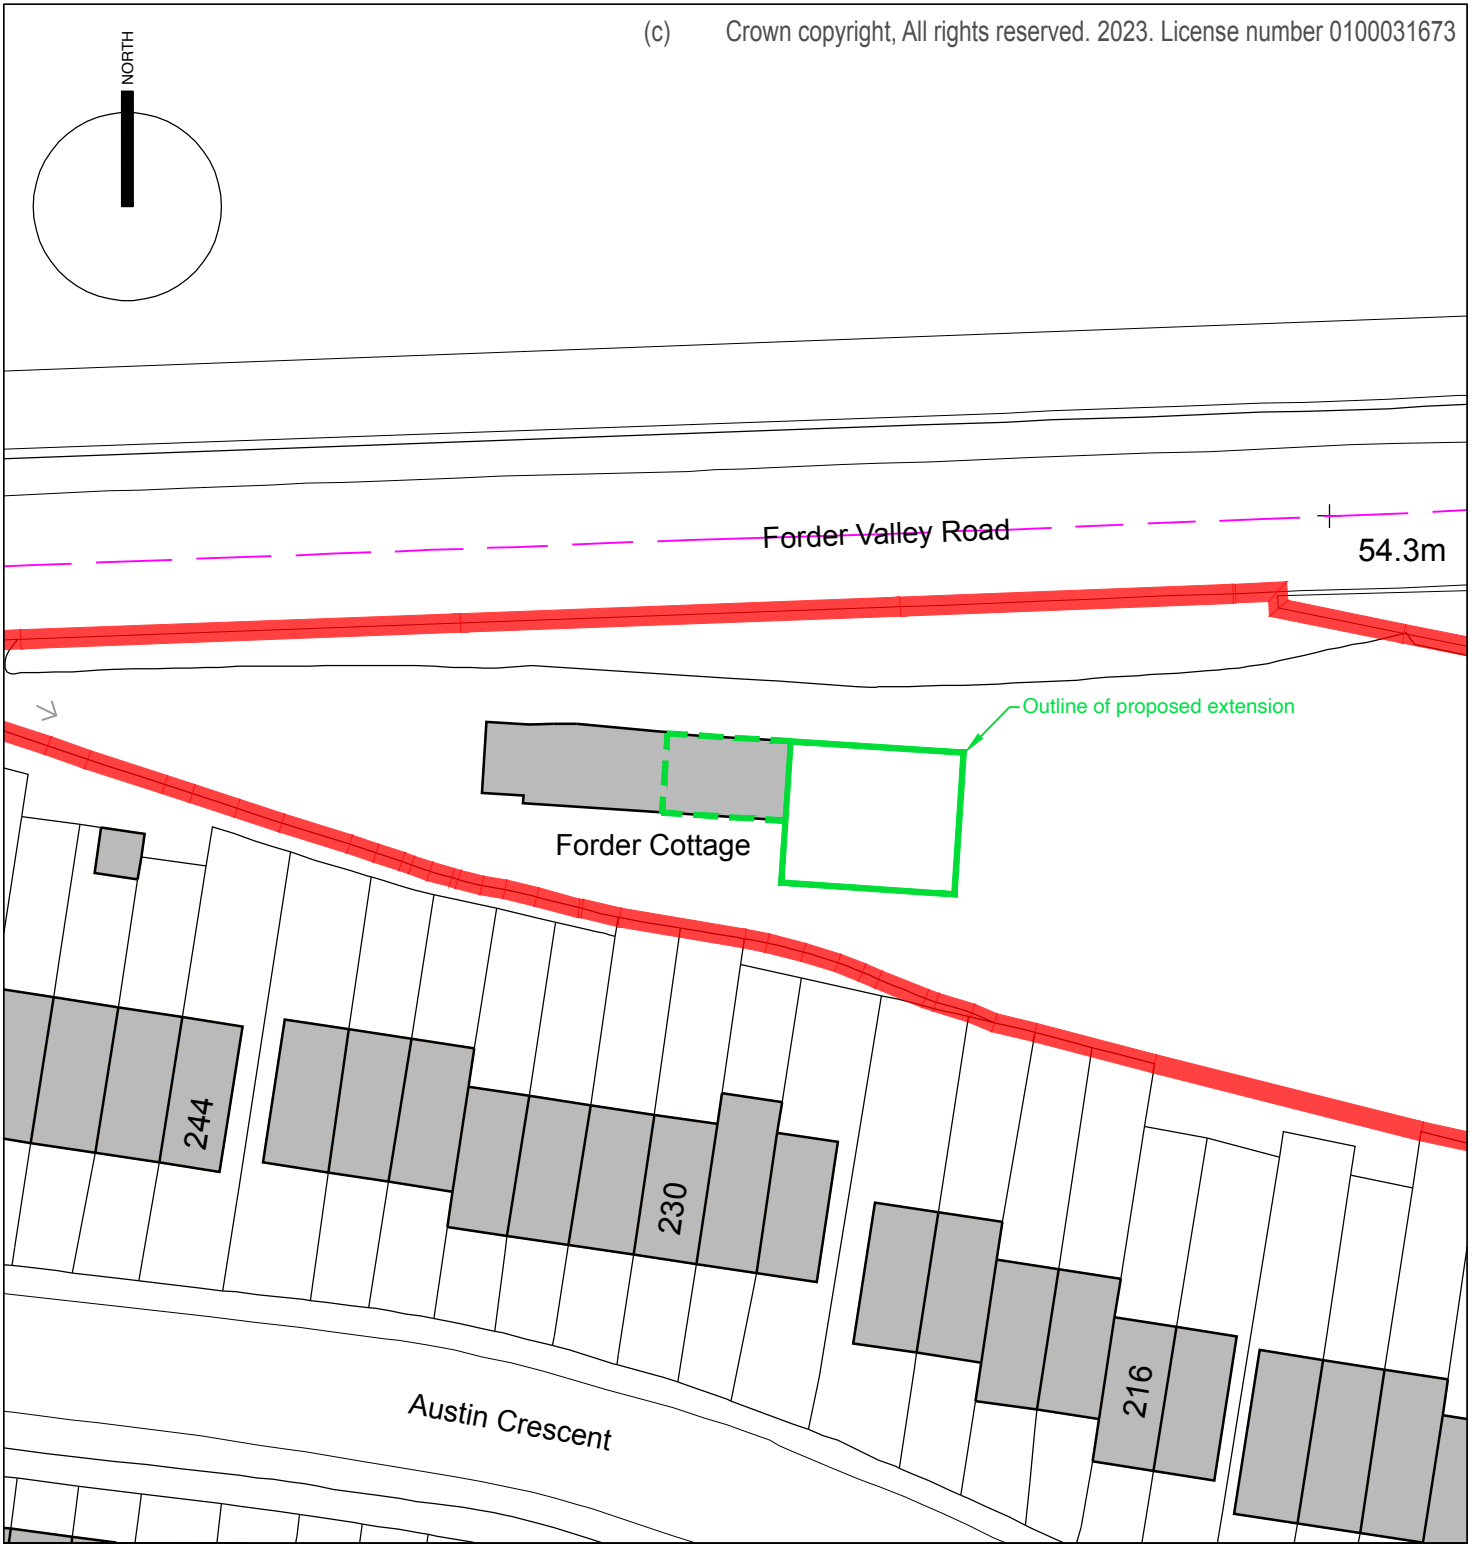 (c) Crown copyright, All rights reserved. 2023. License number 0100031673
NORTH
Forder Valley Road
54.3m
Outline of proposed extension
Forder Cottage
244
230
216
Austin Crescent